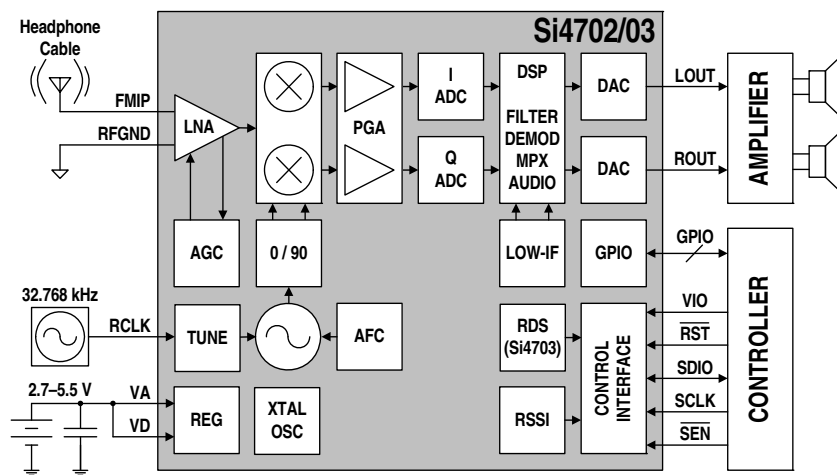 Headphone
Cable
Si4702/03
FMIP
RFGND
LNA
PGA
I
ADC
Q
ADC
DSP
FILTER
DEMOD
MPX
AUDIO
DAC
DAC
LOUT
ROUT
AMPLIFIER
AGC
0 / 90
LOW-IF
GPIO
GPIO
32.768 kHz
RCLK
TUNE
AFC
RDS
(Si4703)
CONTROL
INTERFACE
VIO
RST
SDIO
SCLK
SEN
CONTROLLER
2.7–5.5 V
VA
VD
REG
XTAL
OSC
RSSI